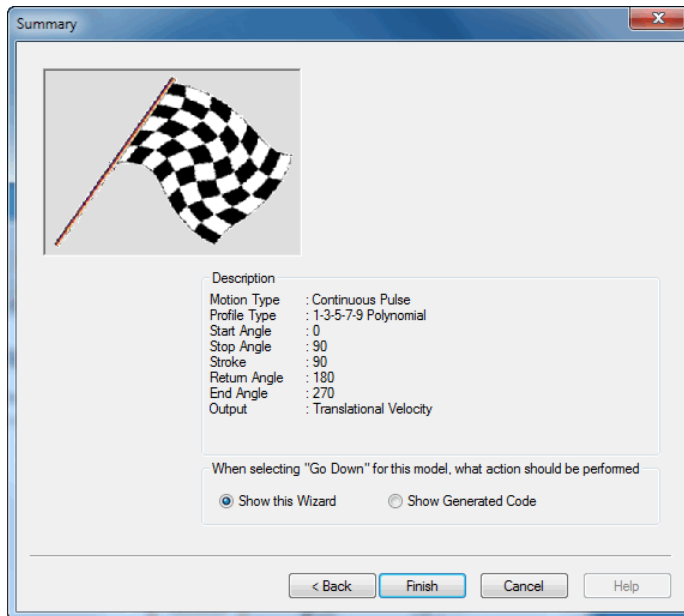 Summary
Description
Motion Type : Continuous Pulse
Profile Type : 1-3-5-7-9 Polynomial
Start Angle : 0
Stop Angle : 90
Stroke : 90
Return Angle : 180
End Angle : 270
Output : Translational Velocity
When selecting "Go Down" for this model, what action should be performed
Show this Wizard Show Generated Code
< Back Finish Cancel Help